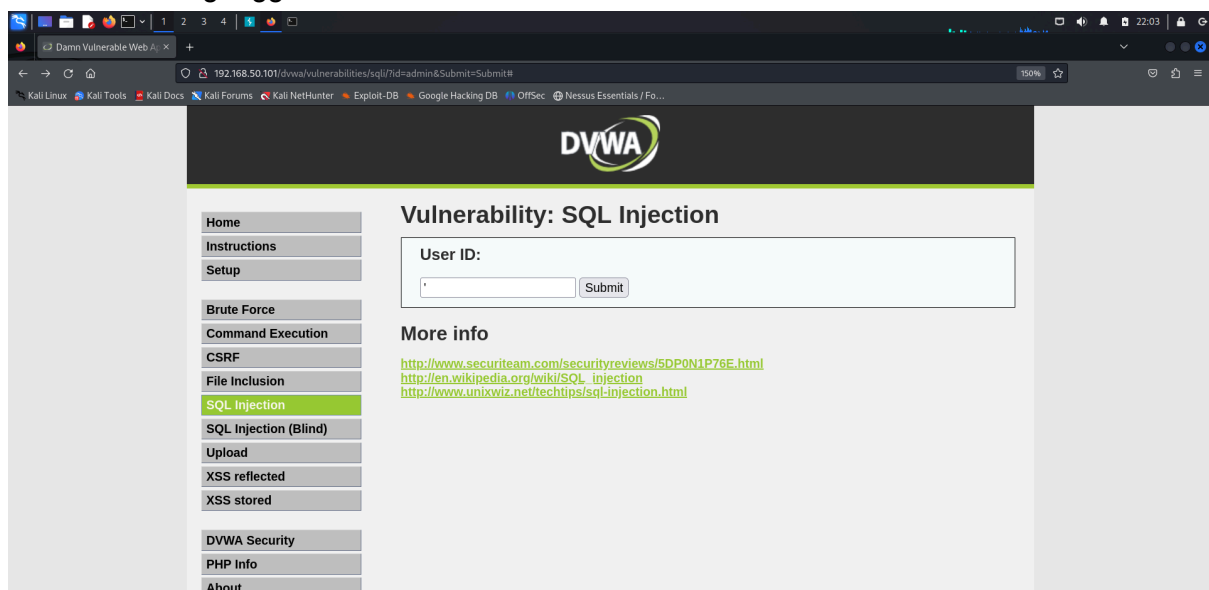 1 2 3 4
22:03
Damn Vulnerable Web A
192.168.50.101/dvwa/vulnerabilities/sqli/?id=admin&Submit=Submit#
150%
Kali Linux Kali Tools Kali Docs Kali Forums Kali NetHunter Exploit-DB Google Hacking DB OffSec Nessus Essentials / Fo...
DVWA
Home
Instructions
Setup
Brute Force
Command Execution
CSRF
File Inclusion
SQL Injection
SQL Injection (Blind)
Upload
XSS reflected
XSS stored
DVWA Security
PHP Info
About
Vulnerability: SQL Injection
User ID:
'
Submit
More info
http://www.securiteam.com/securityreviews/5DP0N1P76E.html
http://en.wikipedia.org/wiki/SQL_injection
http://www.unixwiz.net/techtips/sql-injection.html